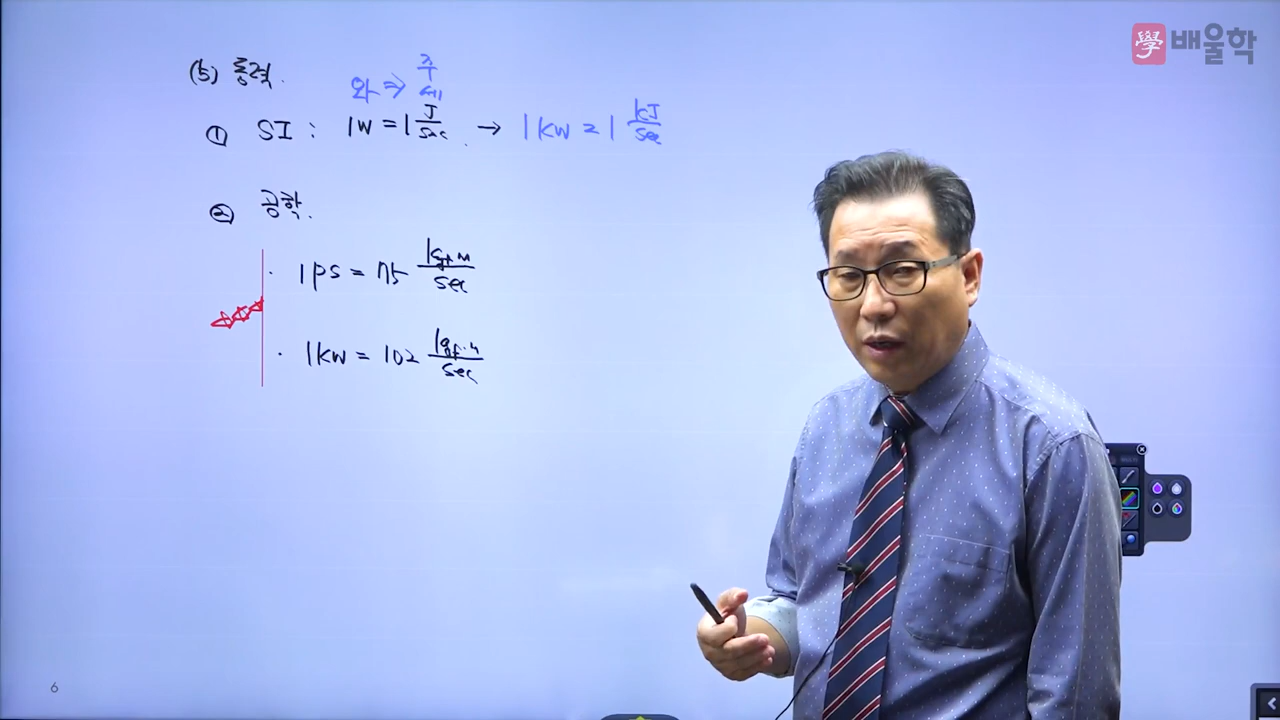 學 배울학
(5) 동력.
와 ⇒ 주세
① SI : 1W = 1 J/sec. → 1kW = 1 kJ/sec
② 공학.
· 1PS = 75 kgf·m/sec
· 1kW = 102 kgf·m/sec
6